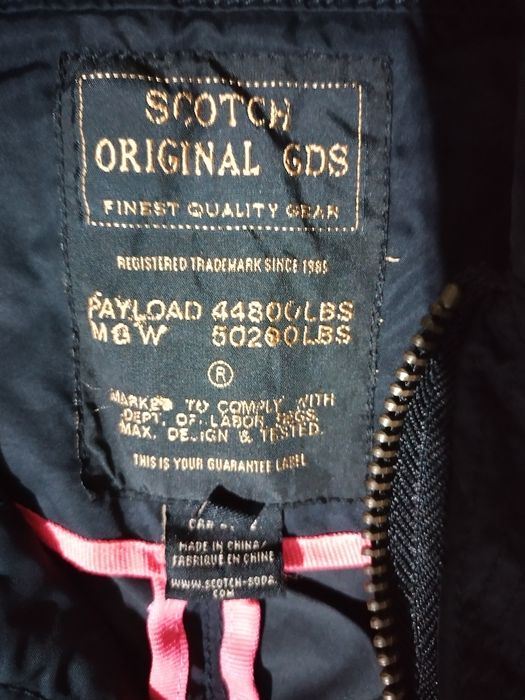 SCOTCH
ORIGINAL GDS
FINEST QUALITY GEAR
REGISTERED TRADEMARK SINCE 1985
PAYLOAD 44800LBS
MGW 50200LBS
®
MARKED TO COMPLY WITH
DEPT. OF LABOR REGS.
MAX. DESIGN & TESTED.
THIS IS YOUR GUARANTEE LABEL
MADE IN CHINA/
FABRIQUÉ EN CHINE
WWW.SCOTCH-SODA.
COM